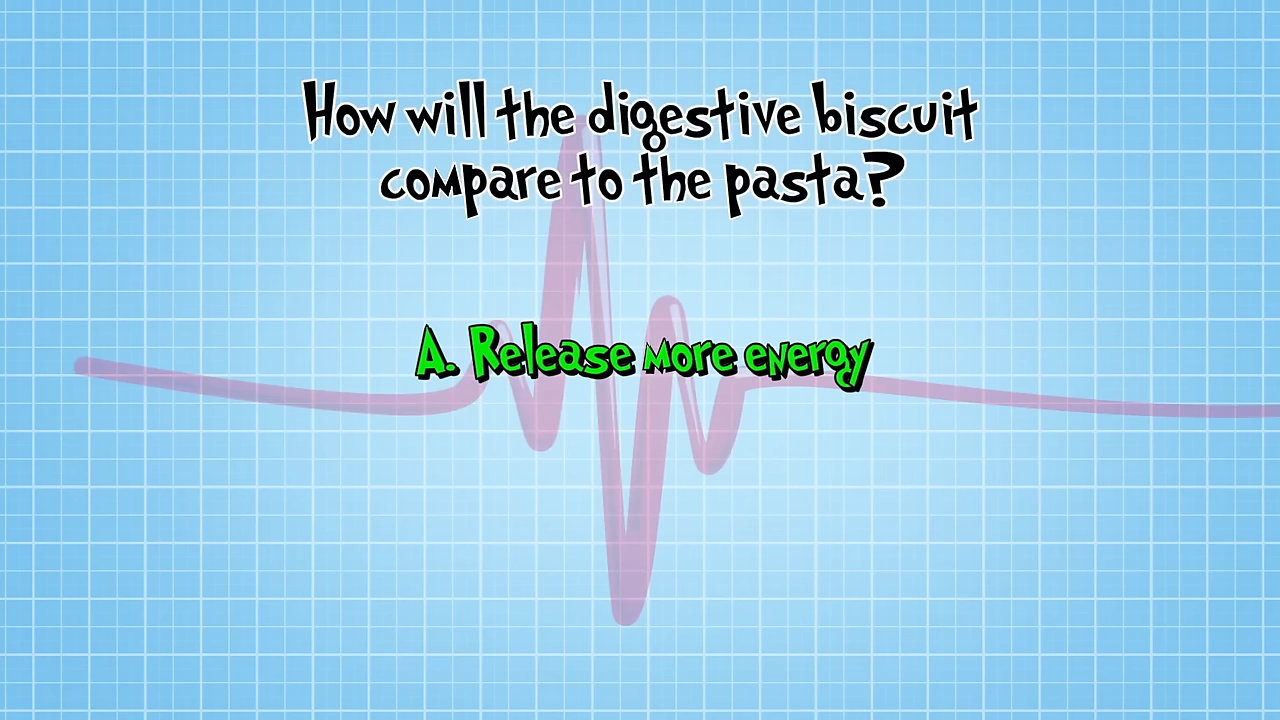 How will the digestive biscuit
compare to the pasta?
A. Release more energy